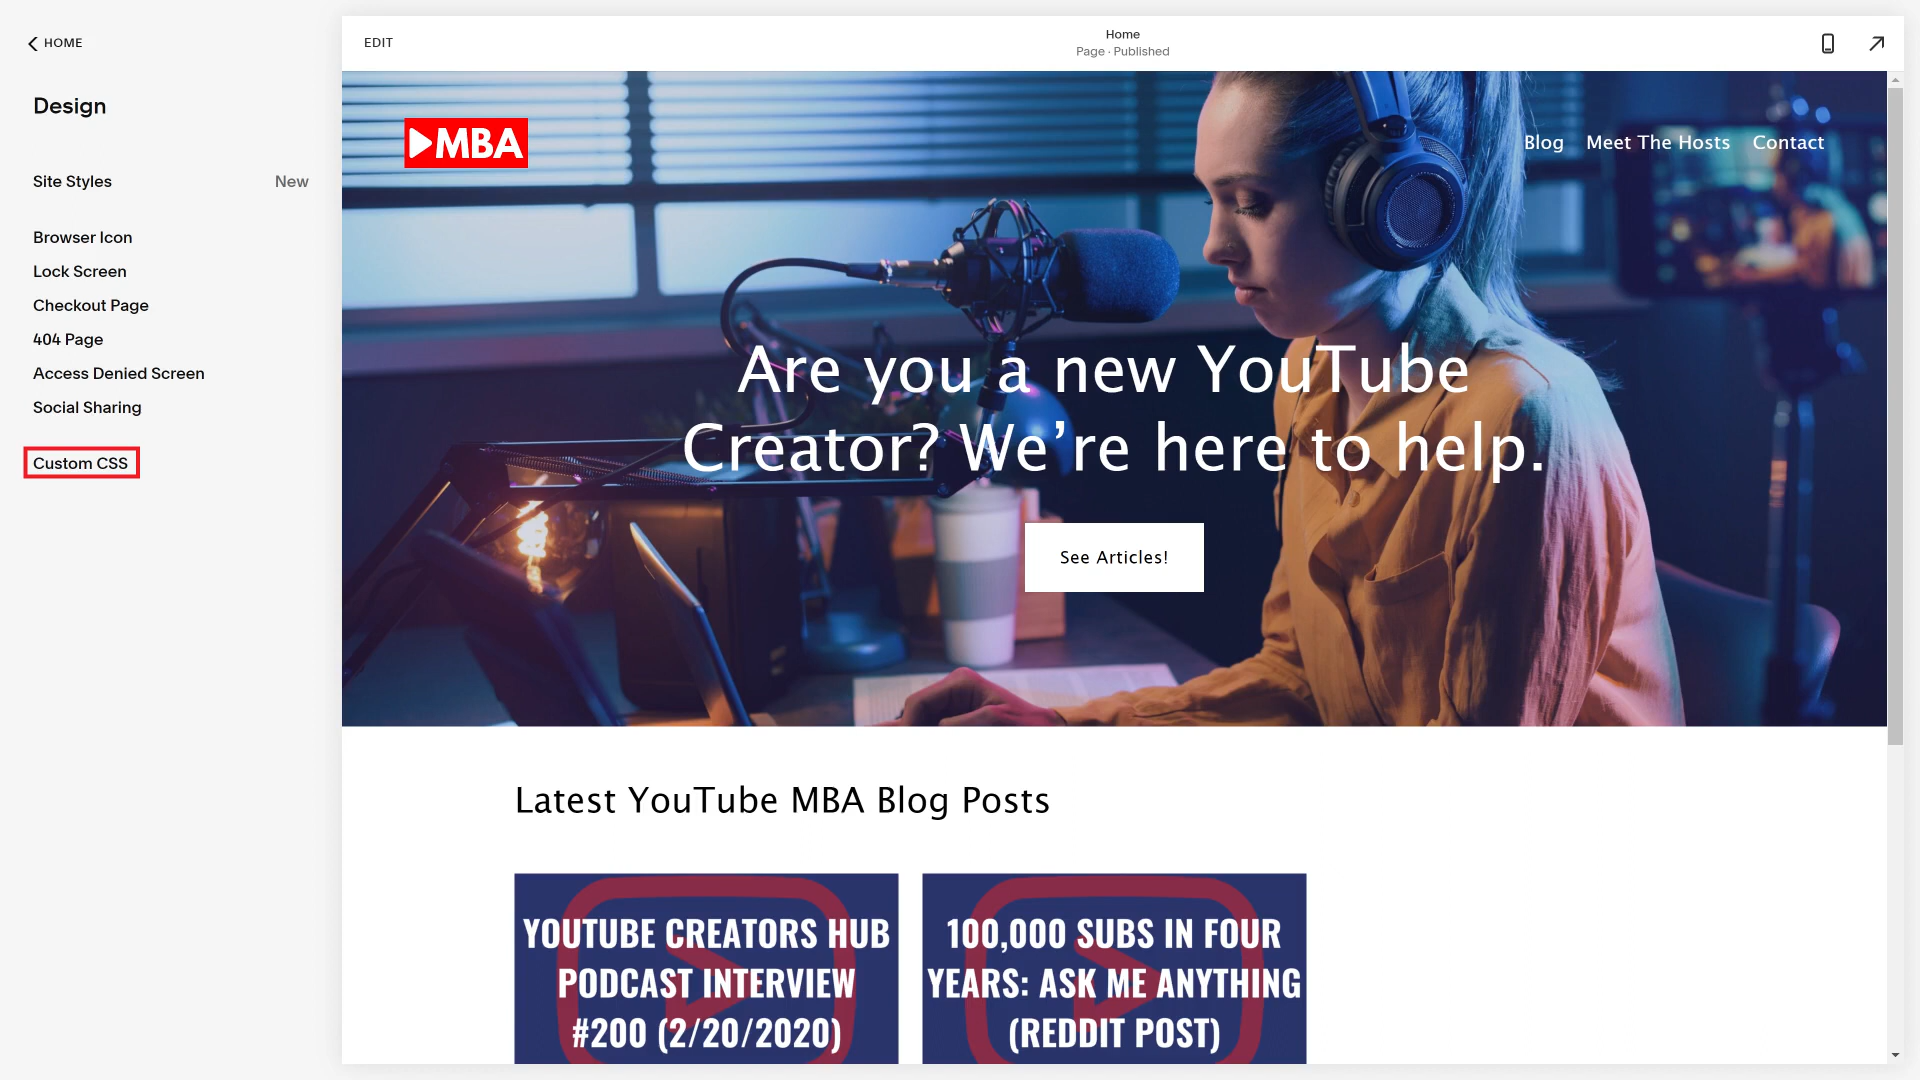 HOME
Design
Site Styles
New
Browser Icon
Lock Screen
Checkout Page
404 Page
Access Denied Screen
Social Sharing
Custom CSS
EDIT
Home
Page · Published
MBA
Blog
Meet The Hosts
Contact
Are you a new YouTube
Creator? We’re here to help.
See Articles!
Latest YouTube MBA Blog Posts
YOUTUBE CREATORS HUB
PODCAST INTERVIEW
#200 (2/20/2020)
100,000 SUBS IN FOUR
YEARS: ASK ME ANYTHING
(REDDIT POST)